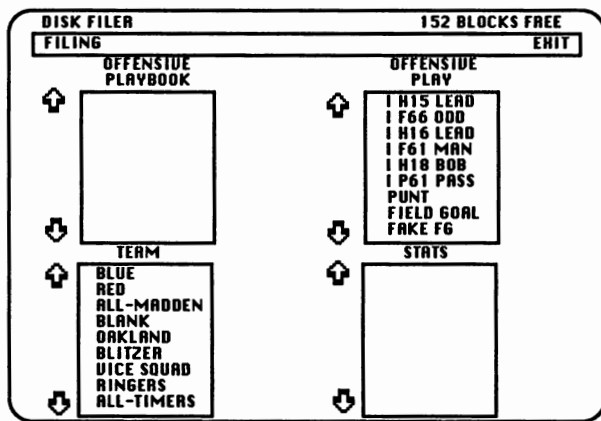 DISK FILER 152 BLOCKS FREE
FILING EXIT
OFFENSIVE
PLAYBOOK
OFFENSIVE
PLAY
I H15 LEAD
I F66 ODD
I H16 LEAD
I F61 MAN
I H18 BOB
I P61 PASS
PUNT
FIELD GOAL
FAKE FG
TEAM
BLUE
RED
ALL-MADDEN
BLANK
OAKLAND
BLITZER
VICE SQUAD
RINGERS
ALL-TIMERS
STATS